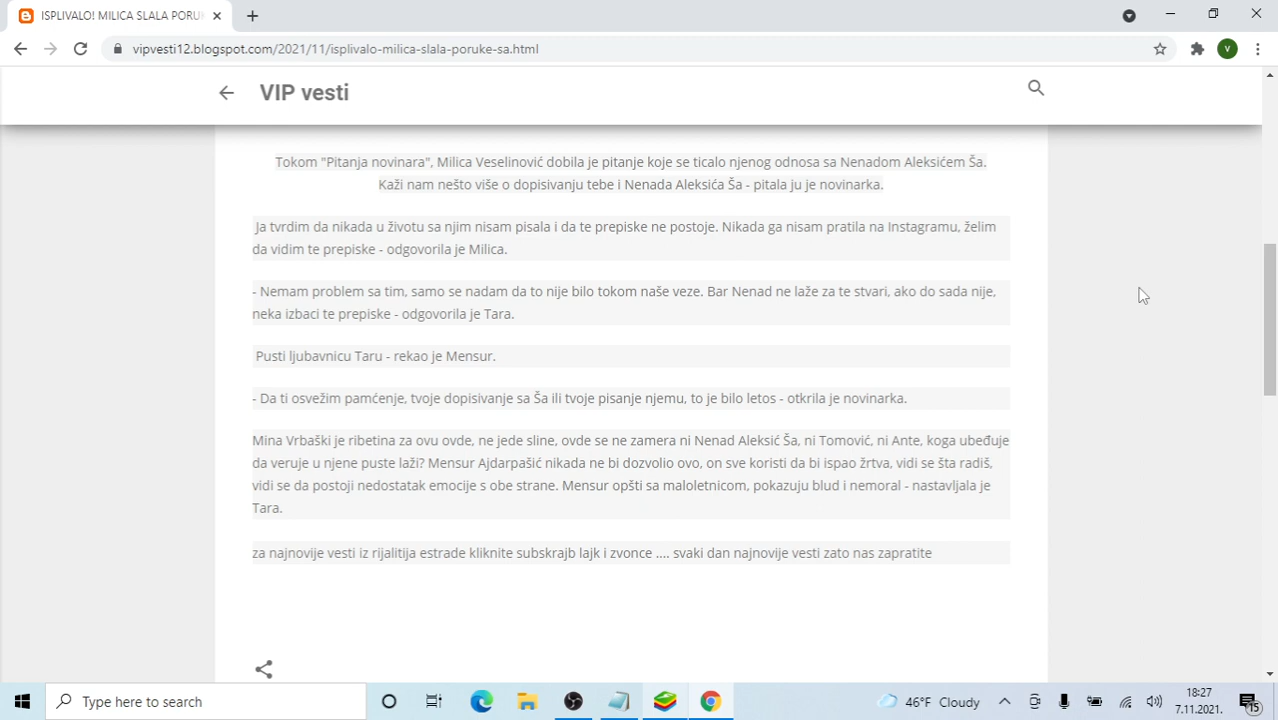 ISPLIVALO! MILICA SLALA PORUK
vipvesti12.blogspot.com/2021/11/isplivalo-milica-slala-poruke-sa.html
V
VIP vesti
Tokom "Pitanja novinara", Milica Veselinović dobila je pitanje koje se ticalo njenog odnosa sa Nenadom Aleksićem Ša.
Kaži nam nešto više o dopisivanju tebe i Nenada Aleksića Ša - pitala ju je novinarka.
Ja tvrdim da nikada u životu sa njim nisam pisala i da te prepiske ne postoje. Nikada ga nisam pratila na Instagramu, želim
da vidim te prepiske - odgovorila je Milica.
- Nemam problem sa tim, samo se nadam da to nije bilo tokom naše veze. Bar Nenad ne laže za te stvari, ako do sada nije,
neka izbaci te prepiske - odgovorila je Tara.
Pusti ljubavnicu Taru - rekao je Mensur.
- Da ti osvežim pamćenje, tvoje dopisivanje sa Ša ili tvoje pisanje njemu, to je bilo letos - otkrila je novinarka.
Mina Vrbaški je ribetina za ovu ovde, ne jede sline, ovde se ne zamera ni Nenad Aleksić Ša, ni Tomović, ni Ante, koga ubeđuje
da veruje u njene puste laži? Mensur Ajdarpašić nikada ne bi dozvolio ovo, on sve koristi da bi ispao žrtva, vidi se šta radiš,
vidi se da postoji nedostatak emocije s obe strane. Mensur opšti sa maloletnicom, pokazuju blud i nemoral - nastavljala je
Tara.
za najnovije vesti iz rijalitija estrade kliknite subskrajb lajk i zvonce .... svaki dan najnovije vesti zato nas zapratite
Type here to search
46°F Cloudy
18:27
7.11.2021.
15